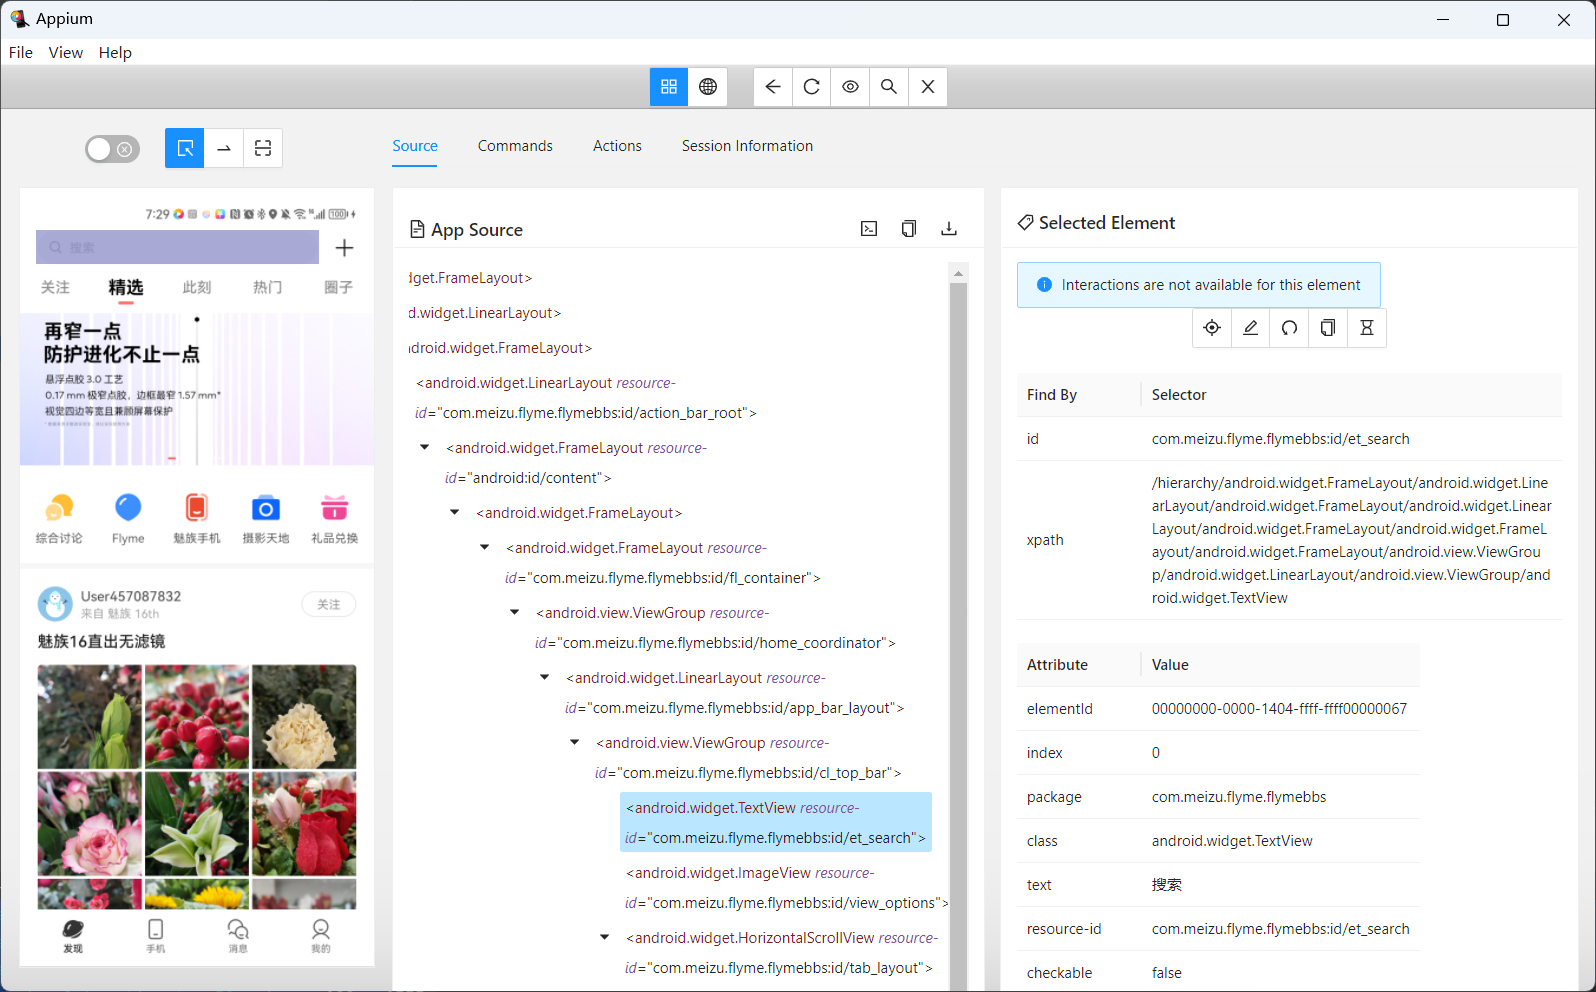 Appium
File View Help
Source Commands Actions Session Information
7:29
100
搜索
关注 精选 此刻 热门 圈子
再窄一点
防护进化不止一点
悬浮点胶 3.0 工艺
0.17 mm 极窄点胶，边框最窄 1.57 mm*
视觉四边等宽且兼顾屏幕保护
综合讨论 Flyme 魅族手机 摄影天地 礼品兑换
User457087832
来自 魅族 16th
关注
魅族16直出无滤镜
发现 手机 消息 我的
App Source
dget.FrameLayout>
d.widget.LinearLayout>
ndroid.widget.FrameLayout>
<android.widget.LinearLayout resource-
id="com.meizu.flyme.flymebbs:id/action_bar_root">
<android.widget.FrameLayout resource-
id="android:id/content">
<android.widget.FrameLayout>
<android.widget.FrameLayout resource-
id="com.meizu.flyme.flymebbs:id/fl_container">
<android.view.ViewGroup resource-
id="com.meizu.flyme.flymebbs:id/home_coordinator">
<android.widget.LinearLayout resource-
id="com.meizu.flyme.flymebbs:id/app_bar_layout">
<android.view.ViewGroup resource-
id="com.meizu.flyme.flymebbs:id/cl_top_bar">
<android.widget.TextView resource-
id="com.meizu.flyme.flymebbs:id/et_search">
<android.widget.ImageView resource-
id="com.meizu.flyme.flymebbs:id/view_options">
<android.widget.HorizontalScrollView resource-
id="com.meizu.flyme.flymebbs:id/tab_layout">
Selected Element
Interactions are not available for this element
Find By Selector
id com.meizu.flyme.flymebbs:id/et_search
xpath
/hierarchy/android.widget.FrameLayout/android.widget.Line
arLayout/android.widget.FrameLayout/android.widget.Linear
Layout/android.widget.FrameLayout/android.widget.FrameL
ayout/android.widget.FrameLayout/android.view.ViewGrou
p/android.widget.LinearLayout/android.view.ViewGroup/and
roid.widget.TextView
Attribute Value
elementId 00000000-0000-1404-ffff-ffff00000067
index 0
package com.meizu.flyme.flymebbs
class android.widget.TextView
text 搜索
resource-id com.meizu.flyme.flymebbs:id/et_search
checkable false